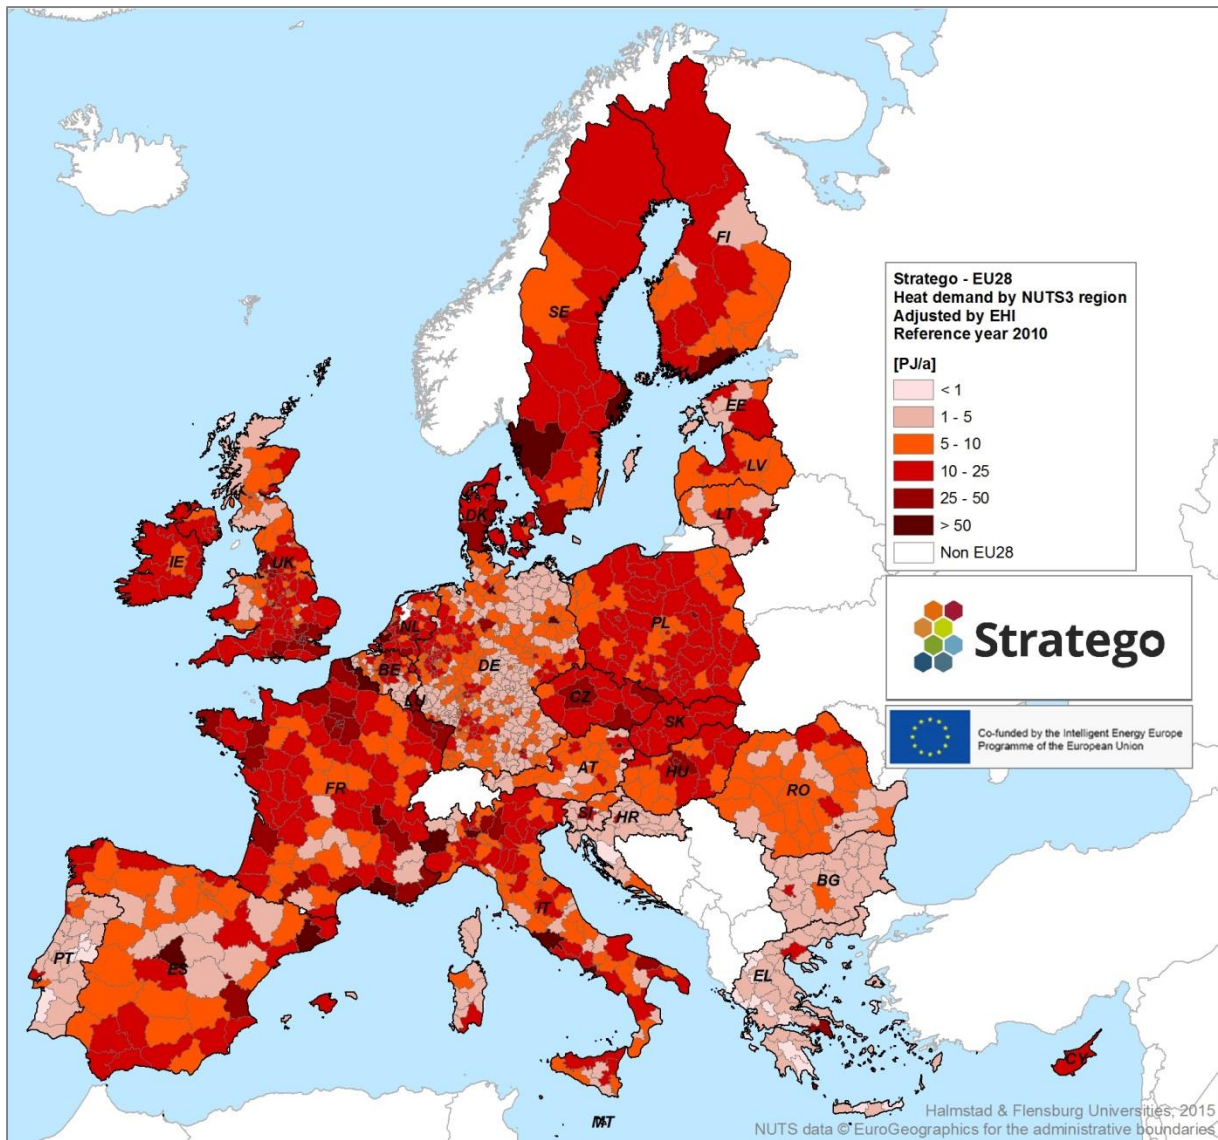 FI
SE
EE
LV
LT
DK
IE
UK
NL
PL
BE
DE
LU
CZ
SK
AT
HU
FR
RO
SI
HR
BG
IT
PT
ES
EL
CY
MT
Stratego - EU28
Heat demand by NUTS3 region
Adjusted by EHI
Reference year 2010
[PJ/a]
< 1
1 - 5
5 - 10
10 - 25
25 - 50
> 50
Non EU28
Stratego
Co-funded by the Intelligent Energy Europe
Programme of the European Union
Halmstad & Flensburg Universities, 2015
NUTS data © EuroGeographics for the administrative boundaries